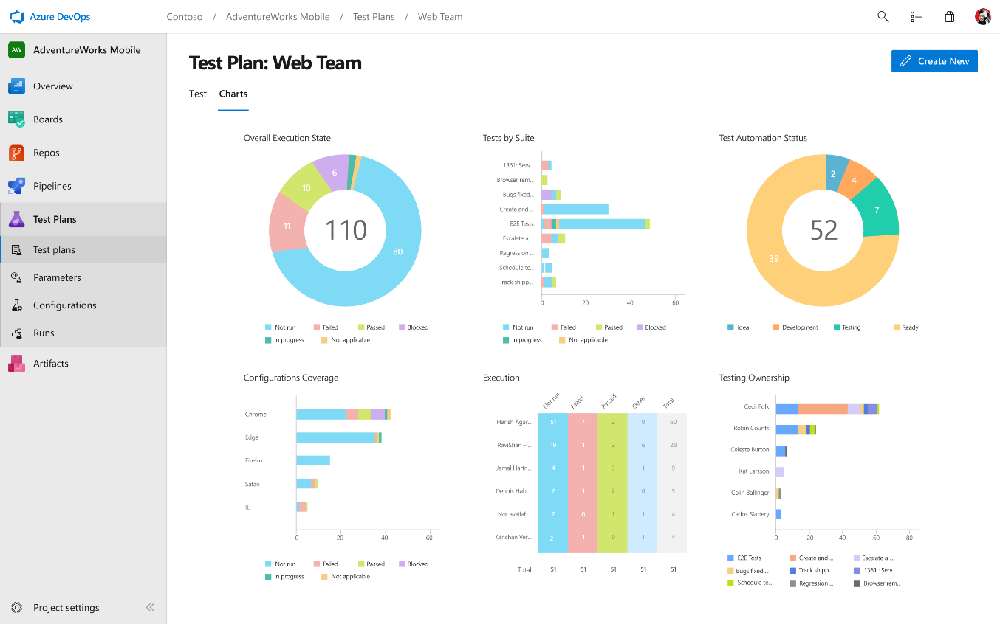 Azure DevOps
Contoso / AdventureWorks Mobile / Test Plans / Web Team
AW AdventureWorks Mobile
Overview
Boards
Repos
Pipelines
Test Plans
Test plans
Parameters
Configurations
Runs
Artifacts
Project settings
Test Plan: Web Team
Create New
Test Charts
Overall Execution State
6
10
11
110
80
Not run Failed Passed Blocked
In progress Not applicable
Tests by Suite
1361: Serv...
Browser rem...
Bugs fixed...
Create and ...
E2E Tests
Escalate a ...
Regression ...
Schedule te...
Track shipp...
0 20 40 60
Not run Failed Passed Blocked
In progress Not applicable
Test Automation Status
2
4
7
52
39
Idea Development Testing Ready
Configurations Coverage
Chrome
Edge
Firefox
Safari
IE
0 20 40 60
Not run Failed Passed Blocked
In progress Not applicable
Execution
Not run Failed Passed Other Total
Harish Agar... 51 7 2 0 60
RaviShan – ... 19 1 2 6 28
Jamal Hartn... 4 1 3 1 9
Dennis Habi... 2 1 2 0 5
Not availab... 2 0 1 1 4
Kanchan Ver... 2 1 0 1 4
Total 51 51 51 51 51
Testing Ownership
Cecil Folk
Robin Counts
Celeste Burton
Kat Larsson
Colin Ballinger
Carlos Slattery
0 20 40 60 80
E2E Tests Create and ... Escalate a ...
Bugs fixed ... Track shipp... 1361 : Serv...
Schedule te... Regression ... Browser rem...